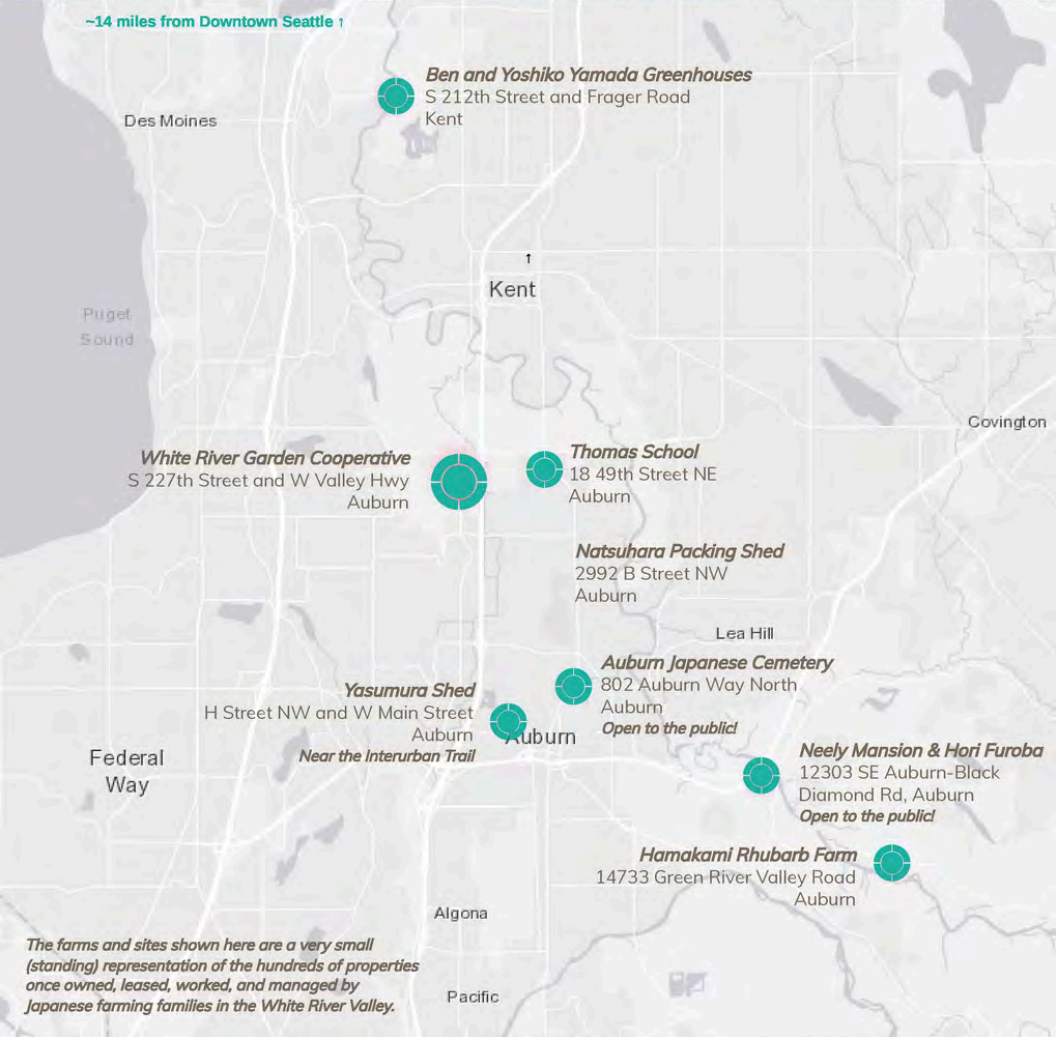 ~14 miles from Downtown Seattle ↑
Ben and Yoshiko Yamada Greenhouses
S 212th Street and Frager Road
Kent
Des Moines
↑
Kent
Puget
Sound
Covington
White River Garden Cooperative
S 227th Street and W Valley Hwy
Auburn
Thomas School
18 49th Street NE
Auburn
Natsuhara Packing Shed
2992 B Street NW
Auburn
Lea Hill
Auburn Japanese Cemetery
802 Auburn Way North
Auburn
Open to the public!
Yasumura Shed
H Street NW and W Main Street
Auburn
Near the Interurban Trail
Auburn
Federal
Way
Neely Mansion & Hori Furoba
12303 SE Auburn-Black
Diamond Rd, Auburn
Open to the public!
Hamakami Rhubarb Farm
14733 Green River Valley Road
Auburn
Algona
The farms and sites shown here are a very small
(standing) representation of the hundreds of properties
once owned, leased, worked, and managed by
Japanese farming families in the White River Valley.
Pacific